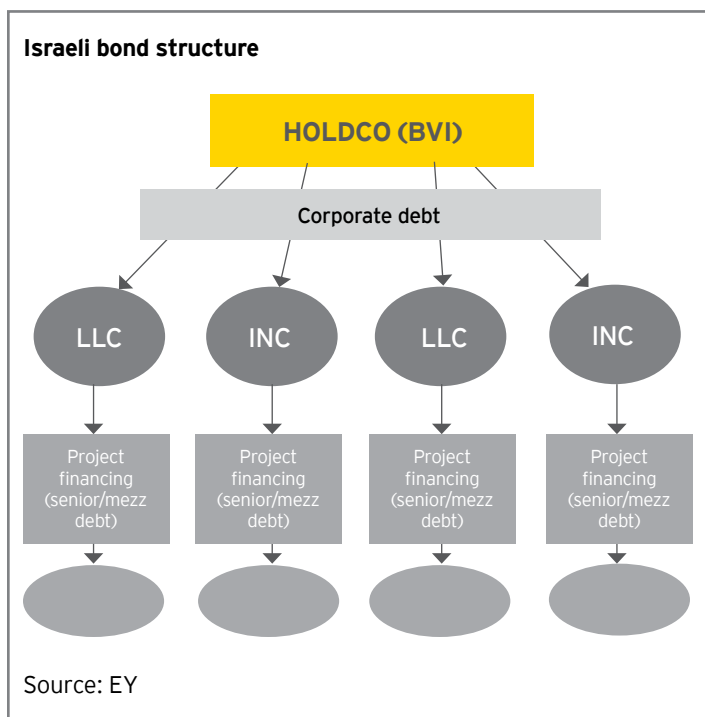 Israeli bond structure
HOLDCO (BVI)
Corporate debt
LLC
INC
LLC
INC
Project
financing
(senior/mezz
debt)
Project
financing
(senior/mezz
debt)
Project
financing
(senior/mezz
debt)
Project
financing
(senior/mezz
debt)
Source: EY